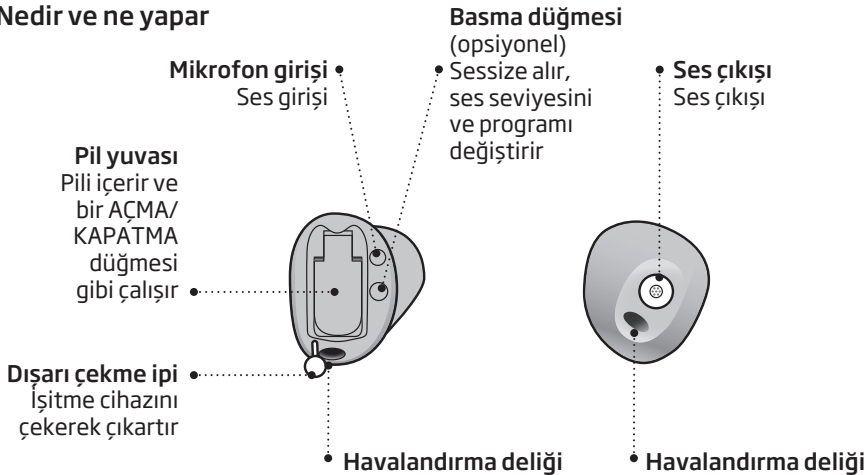 Nedir ve ne yapar
Mikrofon girişi
Ses girişi
Basma düğmesi
(opsiyonel)
Sessize alır,
ses seviyesini
ve programı
değiştirir
Ses çıkışı
Ses çıkışı
Pil yuvası
Pili içerir ve
bir AÇMA/
KAPATMA
düğmesi
gibi çalışır
Dışarı çekme ipi
İşitme cihazını
çekerek çıkartır
Havalandırma deliği
Havalandırma deliği